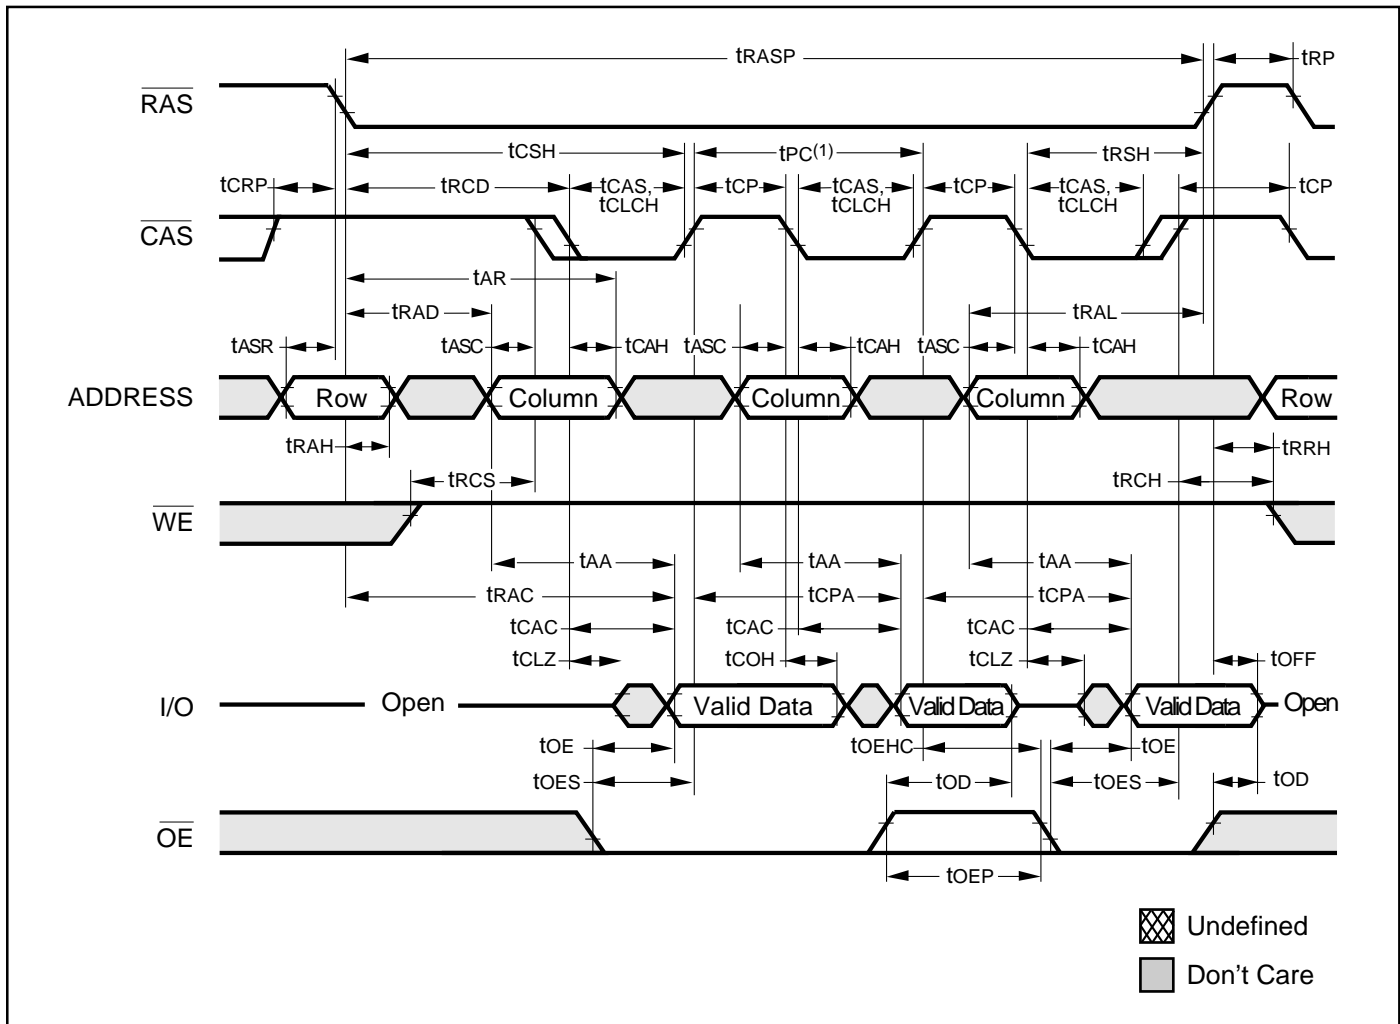 tRASP
tRP
RAS
tCSH
tPC(1)
tRSH
tCRP
tRCD
tCAS,
tCLCH
tCP
tCAS,
tCLCH
tCP
tCAS,
tCLCH
tCP
CAS
tAR
tRAD
tRAL
tASR
tASC
tCAH
tASC
tCAH
tASC
tCAH
ADDRESS
Row
Column
Column
Column
Row
tRAH
tRRH
tRCS
tRCH
WE
tAA
tAA
tAA
tRAC
tCPA
tCPA
tCAC
tCAC
tCAC
tCLZ
tCOH
tCLZ
tOFF
I/O
Open
Valid Data
Valid Data
Valid Data
Open
tOE
tOEHC
tOE
tOES
tOD
tOES
tOD
OE
tOEP
Undefined
Don't Care